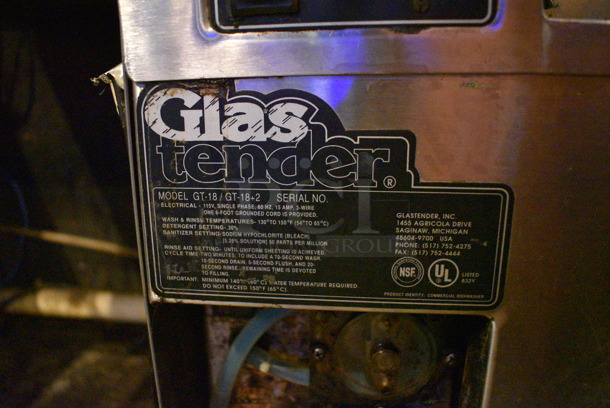 Glas
tender®
MODEL GT-18 / GT-18+2 SERIAL NO.
ELECTRICAL - 115V, SINGLE PHASE, 60 HZ, 15 AMP, 3-WIRE
ONE 6-FOOT GROUNDED CORD IS PROVIDED.
WASH & RINSE TEMPERATURES- 130° TO 150°F (54° TO 65°C)
DETERGENT SETTING-.20%
SANITIZER SETTING-SODIUM HYPOCHLORITE (BLEACH,
(5.25% SOLUTION) 50 PARTS PER MILLION
RINSE AID SETTING- UNTIL UNIFORM SHEETING IS ACHIEVED
CYCLE TIME- TWO MINUTES; TO INCLUDE A 70-SECOND WASH
10-SECOND DRAIN, 5-SECOND FLUSH, AND 20-
SECOND RINSE. REMAINING TIME IS DEVOTED
TO FILLING.
IMPORTANT: MINIMUM 140° (60°C) WATER TEMPERATURE REQUIRED.
DO NOT EXCEED 150°F (65°C).
GLASTENDER, INC.
1455 AGRICOLA DRIVE
SAGINAW, MICHIGAN
48604-9700 USA
PHONE: (517) 752-4275
FAX: (517) 752-4444
NSF
UL LISTED
833Y
PRODUCT IDENTITY: COMMERCIAL DISHWASHER
GROUP